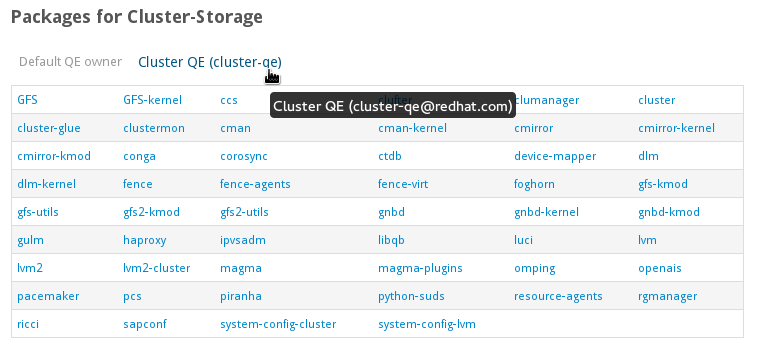 Packages for Cluster-Storage
Default QE owner Cluster QE (cluster-qe)
Cluster QE (cluster-qe@redhat.com)
GFS GFS-kernel ccs clufter clumanager cluster
cluster-glue clustermon cman cman-kernel cmirror cmirror-kernel
cmirror-kmod conga corosync ctdb device-mapper dlm
dlm-kernel fence fence-agents fence-virt foghorn gfs-kmod
gfs-utils gfs2-kmod gfs2-utils gnbd gnbd-kernel gnbd-kmod
gulm haproxy ipvsadm libqb luci lvm
lvm2 lvm2-cluster magma magma-plugins omping openais
pacemaker pcs piranha python-suds resource-agents rgmanager
ricci sapconf system-config-cluster system-config-lvm